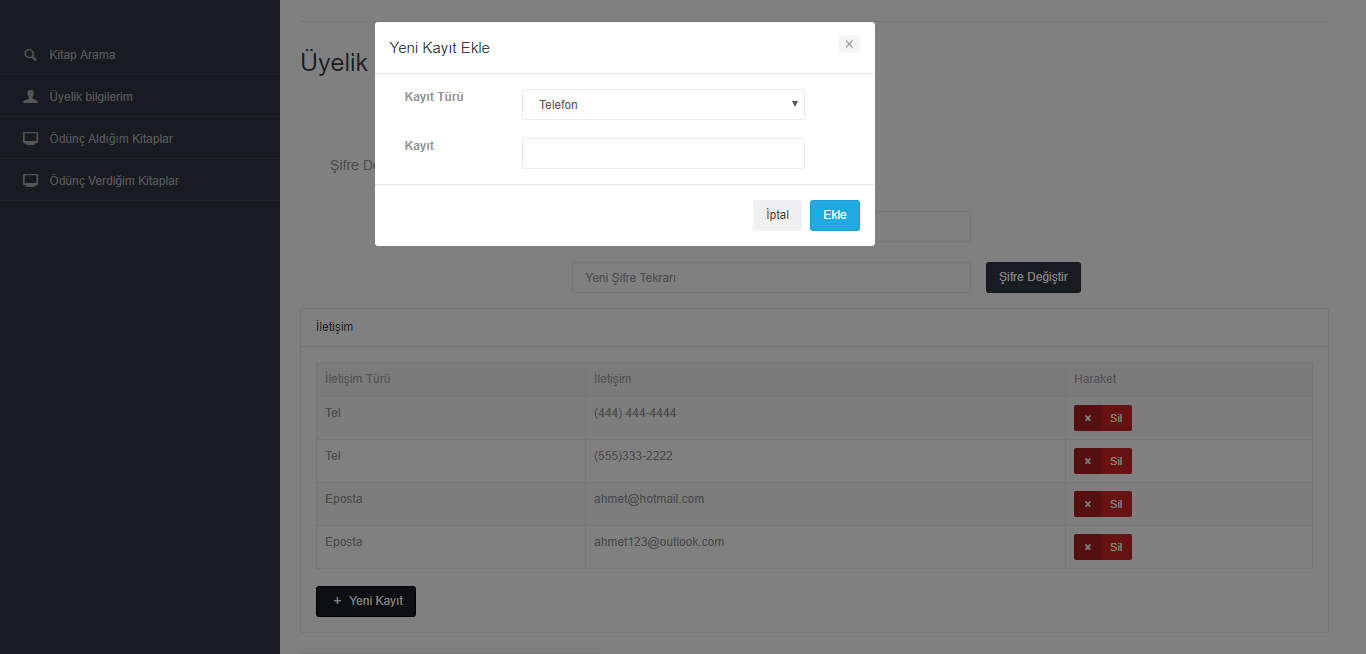 Kitap Arama
Üyelik bilgilerim
Ödünç Aldığım Kitaplar
Ödünç Verdiğim Kitaplar
Üyelik
Şifre De
Yeni Kayıt Ekle
×
Kayıt Türü
Telefon
Kayıt
İptal
Ekle
Yeni Şifre Tekrarı
Şifre Değiştir
İletişim
İletişim Türü İletişim Haraket
Tel (444) 444-4444 × Sil
Tel (555)333-2222 × Sil
Eposta ahmet@hotmail.com × Sil
Eposta ahmet123@outlook.com × Sil
+ Yeni Kayıt